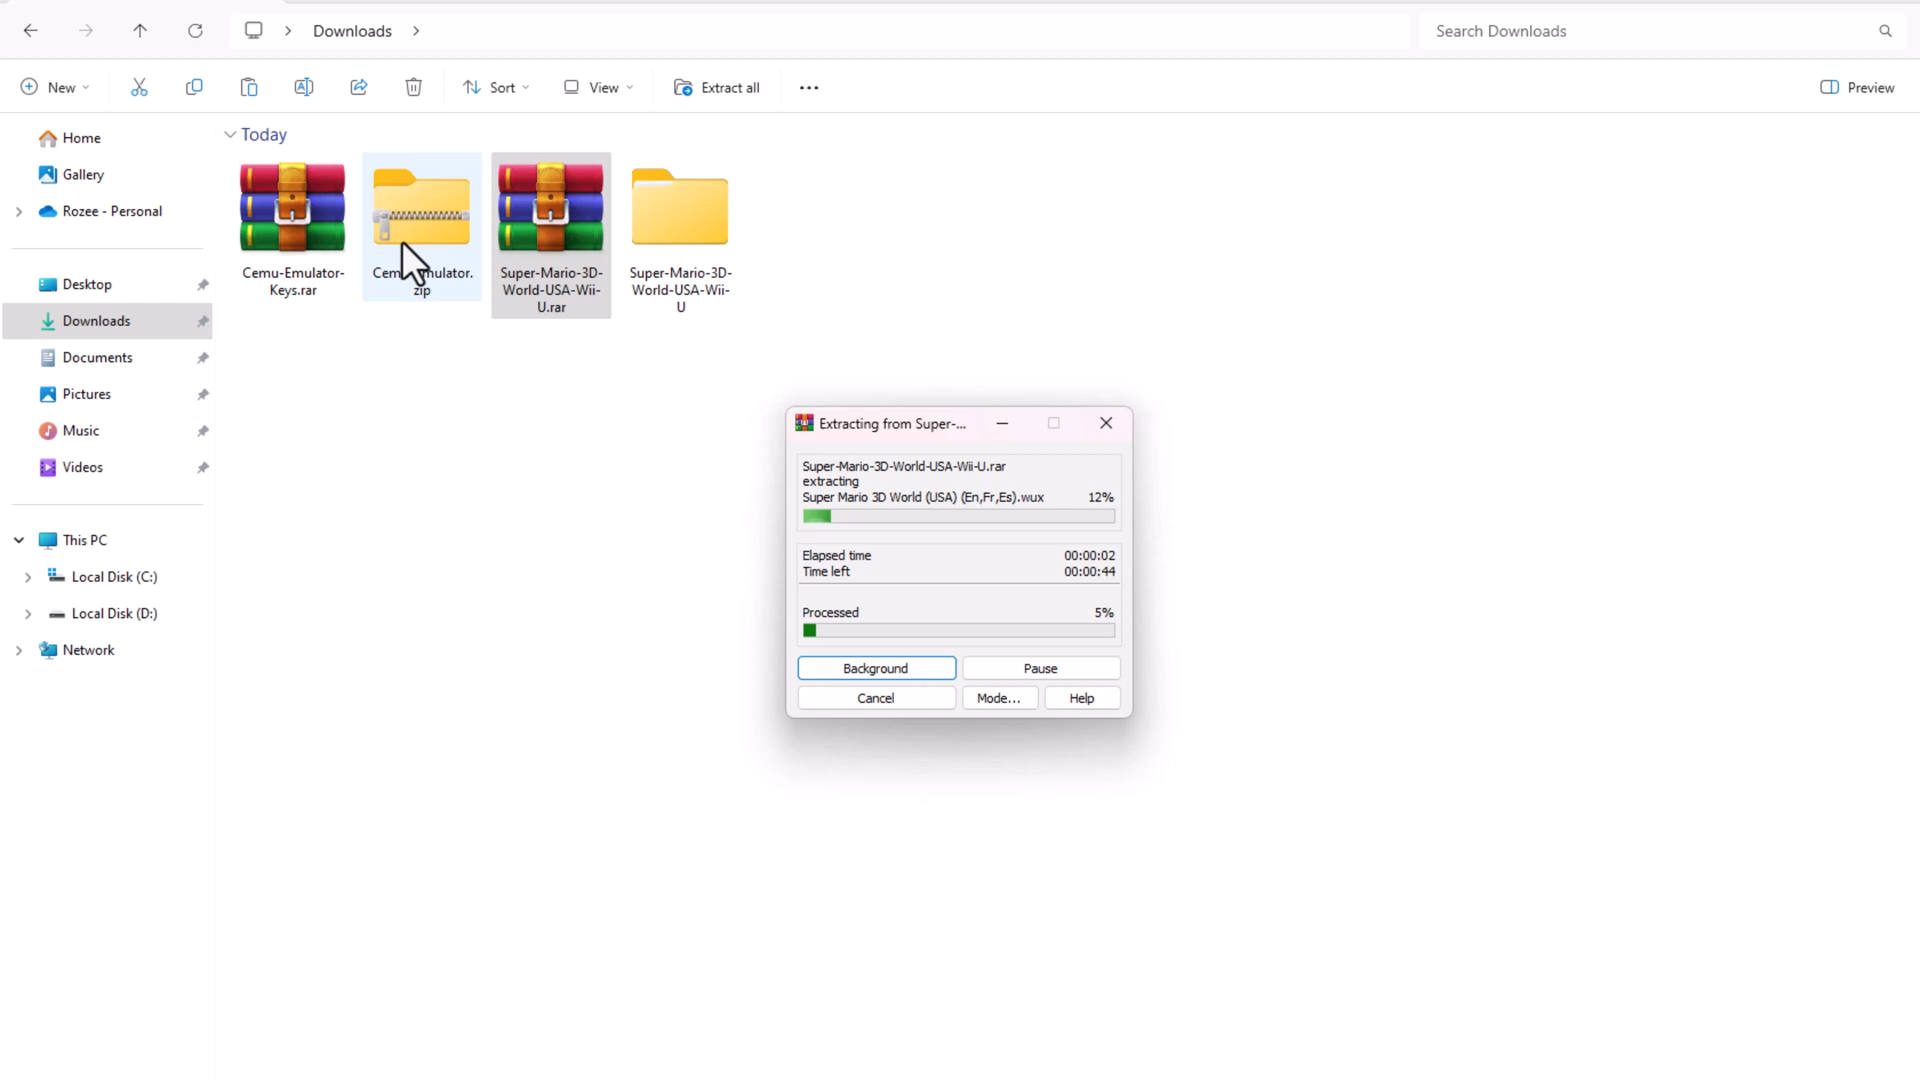 Downloads
Search Downloads
New
Sort
View
Extract all
Preview
Home
Gallery
Rozee - Personal
Desktop
Downloads
Documents
Pictures
Music
Videos
This PC
Local Disk (C:)
Local Disk (D:)
Network
Today
Cemu-Emulator-
Keys.rar
zip
Super-Mario-3D-
World-USA-Wii-
U.rar
Super-Mario-3D-
World-USA-Wii-
U
Extracting from Super-...
Super-Mario-3D-World-USA-Wii-U.rar
extracting
Super Mario 3D World (USA) (En,Fr,Es).wux 12%
Elapsed time 00:00:02
Time left 00:00:44
Processed 5%
Background Pause
Cancel Mode... Help